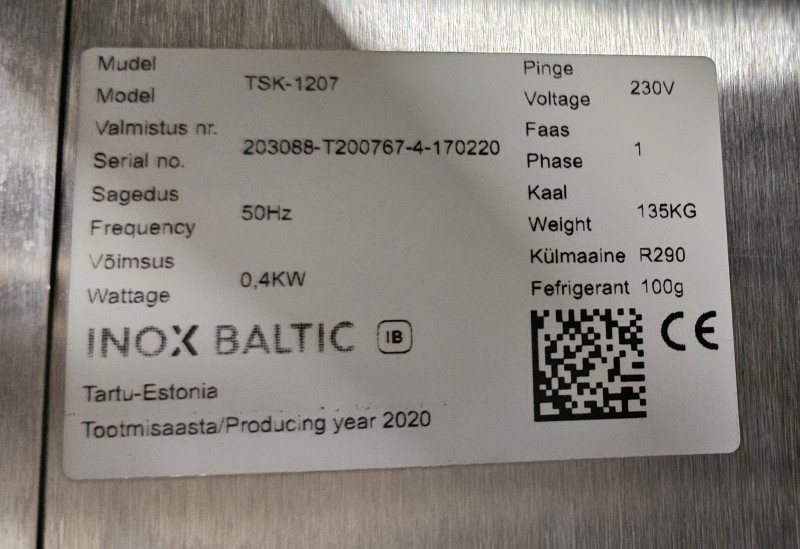 Mudel
Model TSK-1207
Valmistus nr.
Serial no. 203088-T200767-4-170220
Sagedus
Frequency 50Hz
Võimsus
Wattage 0,4KW
INOX BALTIC IB
Tartu-Estonia
Tootmisaasta/Producing year 2020
Pinge
Voltage 230V
Faas
Phase 1
Kaal
Weight 135KG
Külmaaine R290
Fefrigerant 100g
CE